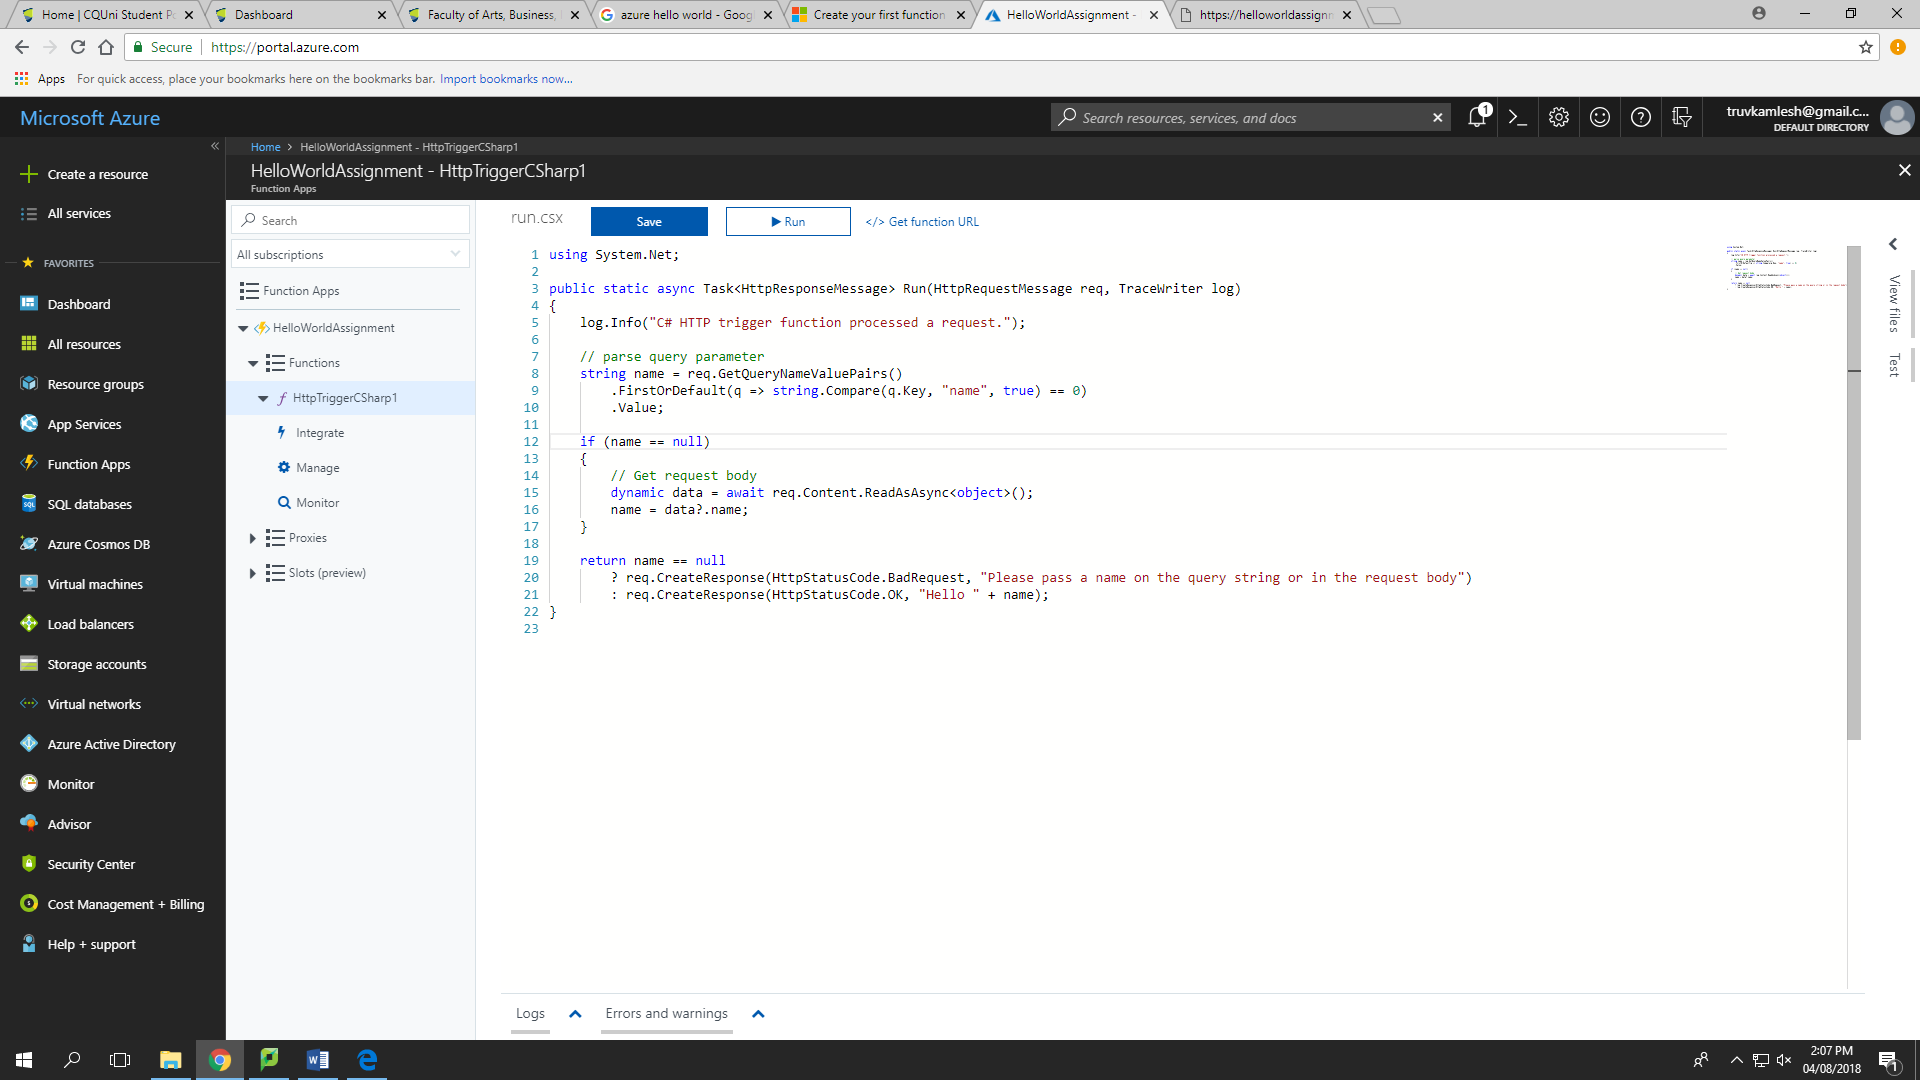 Home | CQUni Student Po
Dashboard
Faculty of Arts, Business,
azure hello world - Goog
Create your first function
HelloWorldAssignment -
https://helloworldassignm
Secure
https://portal.azure.com
Apps
For quick access, place your bookmarks here on the bookmarks bar. Import bookmarks now...
Microsoft Azure
Search resources, services, and docs
1
truvkamlesh@gmail.c...
DEFAULT DIRECTORY
Home > HelloWorldAssignment - HttpTriggerCSharp1
HelloWorldAssignment - HttpTriggerCSharp1
Function Apps
Create a resource
All services
FAVORITES
Dashboard
All resources
Resource groups
App Services
Function Apps
SQL databases
Azure Cosmos DB
Virtual machines
Load balancers
Storage accounts
Virtual networks
Azure Active Directory
Monitor
Advisor
Security Center
Cost Management + Billing
Help + support
Search
All subscriptions
Function Apps
HelloWorldAssignment
Functions
HttpTriggerCSharp1
Integrate
Manage
Monitor
Proxies
Slots (preview)
run.csx
Save
Run
</> Get function URL
1 using System.Net;
2
3 public static async Task<HttpResponseMessage> Run(HttpRequestMessage req, TraceWriter log)
4 {
5 log.Info("C# HTTP trigger function processed a request.");
6
7 // parse query parameter
8 string name = req.GetQueryNameValuePairs()
9 .FirstOrDefault(q => string.Compare(q.Key, "name", true) == 0)
10 .Value;
11
12 if (name == null)
13 {
14 // Get request body
15 dynamic data = await req.Content.ReadAsAsync<object>();
16 name = data?.name;
17 }
18
19 return name == null
20 ? req.CreateResponse(HttpStatusCode.BadRequest, "Please pass a name on the query string or in the request body")
21 : req.CreateResponse(HttpStatusCode.OK, "Hello " + name);
22 }
23
View files
Test
Logs
Errors and warnings
2:07 PM
04/08/2018
1